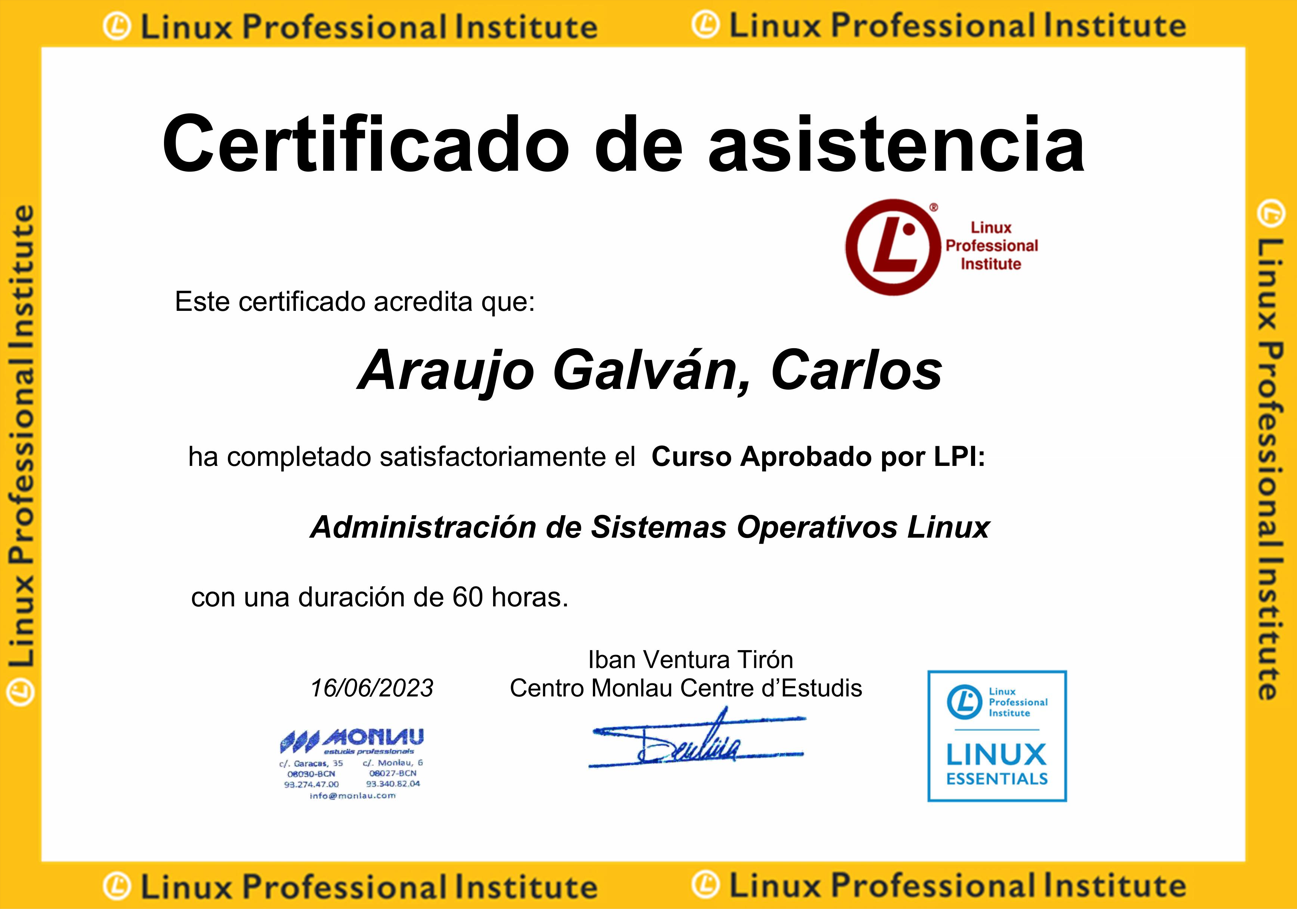 Linux Professional Institute Linux Professional Institute
Certificado de asistencia
Linux
Professional
Institute
Este certificado acredita que:
Araujo Galván, Carlos
ha completado satisfactoriamente el Curso Aprobado por LPI:
Administración de Sistemas Operativos Linux
con una duración de 60 horas.
Iban Ventura Tirón
16/06/2023 Centro Monlau Centre d’Estudis
MONLAU
estudis professionals
c/. Caracas, 35 c/. Monlau, 6
08030-BCN 08027-BCN
93.274.47.00 93.340.82.04
info@monlau.com
Linux
Professional
Institute
LINUX
ESSENTIALS
Linux Professional Institute
Linux Professional Institute
Linux Professional Institute Linux Professional Institute